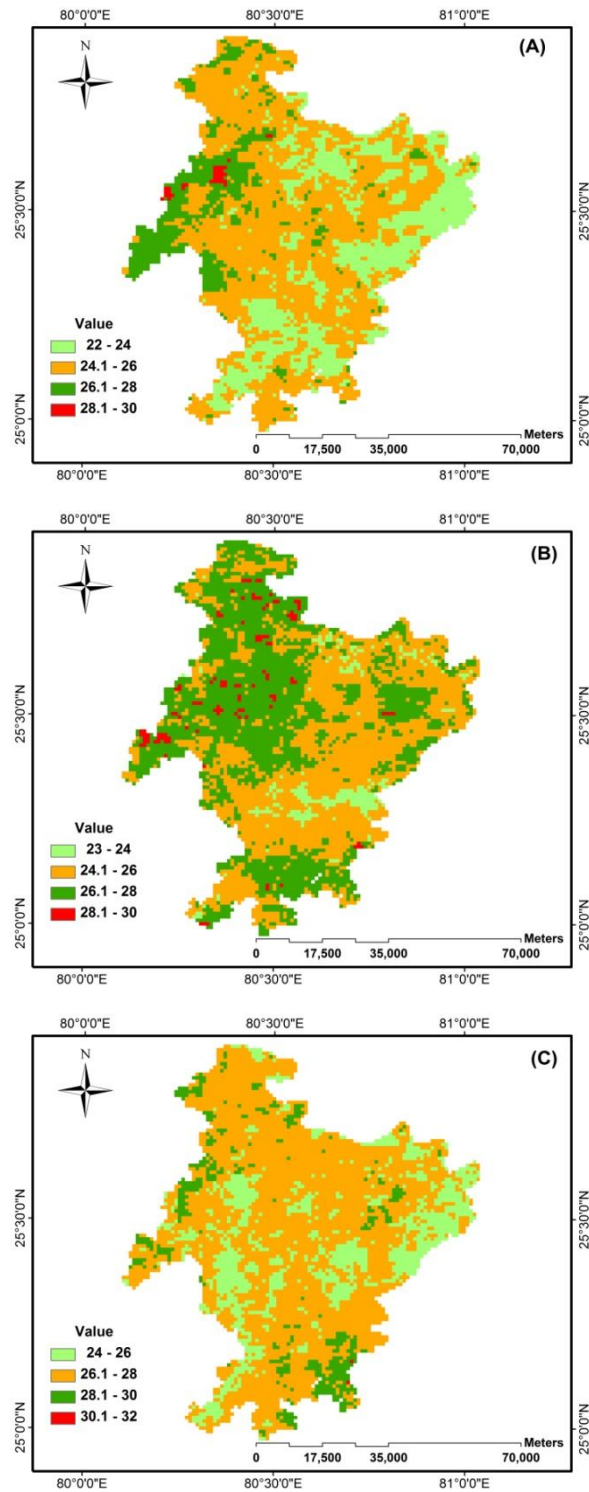 80°0'0"E 80°30'0"E 81°0'0"E
(A)
N
25°30'0"N 25°30'0"N
Value
22 - 24
24.1 - 26
26.1 - 28
28.1 - 30
25°0'0"N 25°0'0"N
Meters
0 17,500 35,000 70,000
80°0'0"E 80°30'0"E 81°0'0"E
80°0'0"E 80°30'0"E 81°0'0"E
(B)
N
25°30'0"N 25°30'0"N
Value
23 - 24
24.1 - 26
26.1 - 28
28.1 - 30
25°0'0"N 25°0'0"N
Meters
0 17,500 35,000 70,000
80°0'0"E 80°30'0"E 81°0'0"E
80°0'0"E 80°30'0"E 81°0'0"E
(C)
N
25°30'0"N 25°30'0"N
Value
24 - 26
26.1 - 28
28.1 - 30
30.1 - 32
25°0'0"N 25°0'0"N
Meters
0 17,500 35,000 70,000
80°0'0"E 80°30'0"E 81°0'0"E